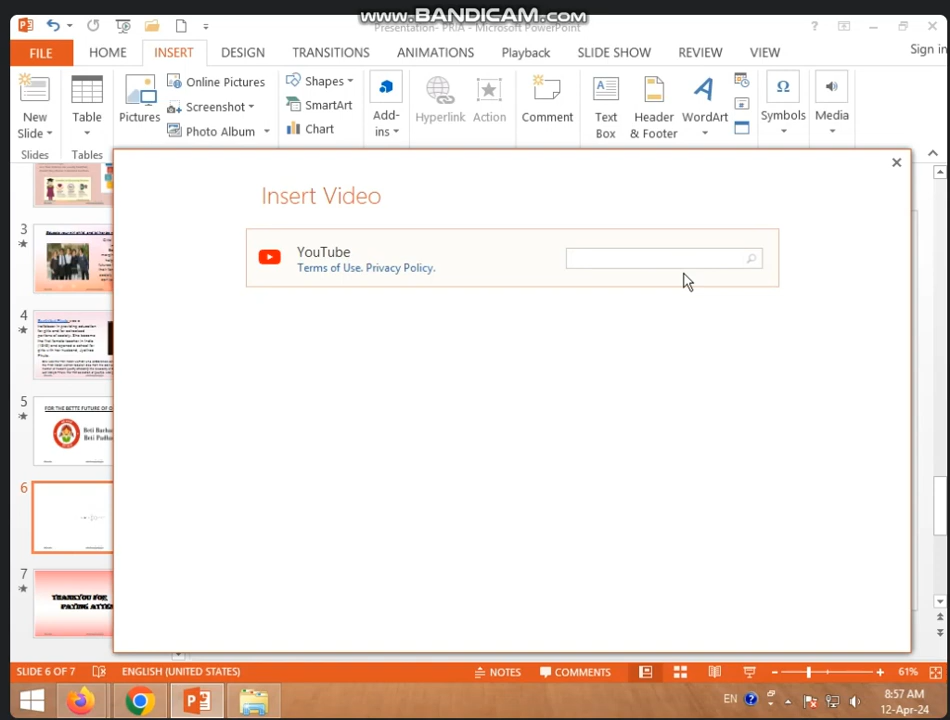 www.BANDICAM.com
Presentation- PRIA - Microsoft PowerPoint
FILE
HOME
INSERT
DESIGN
TRANSITIONS
ANIMATIONS
Playback
SLIDE SHOW
REVIEW
VIEW
Sign in
New
Slide
Table
Pictures
Online Pictures
Screenshot
Photo Album
Shapes
SmartArt
Chart
Add-
ins
Hyperlink
Action
Comment
Text
Box
Header
& Footer
WordArt
Symbols
Media
Slides
Tables
Insert Video
YouTube
Terms of Use. Privacy Policy.
3
4
5
FOR THE BETTE FUTURE OF
Beti Padha
6
7
THANKYOU FOR
PAYING ATTE
SLIDE 6 OF 7
ENGLISH (UNITED STATES)
NOTES
COMMENTS
61%
EN
8:57 AM
12-Apr-24